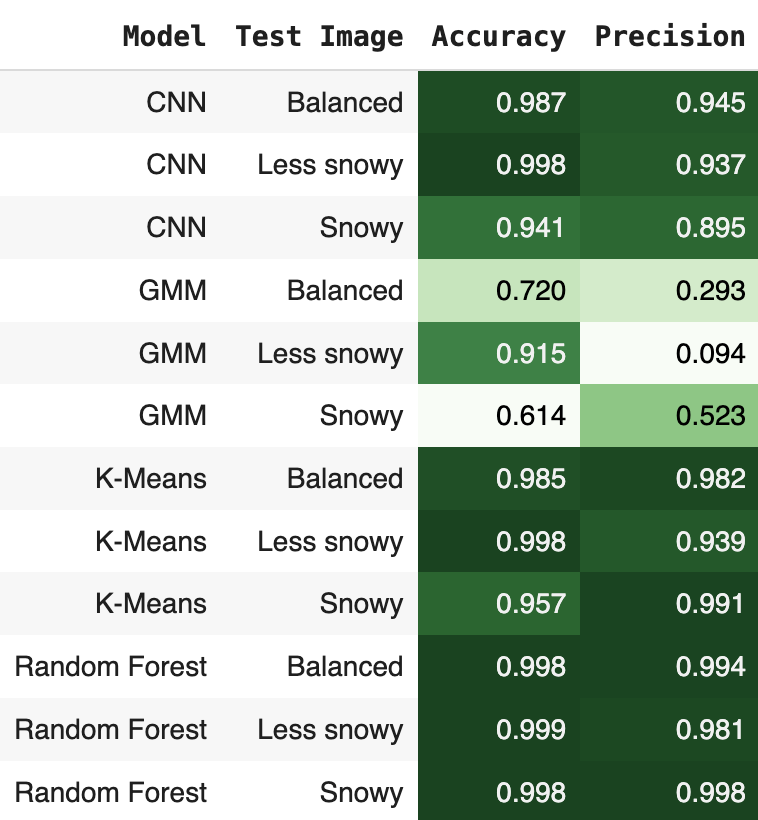 Model Test Image Accuracy Precision
CNN Balanced 0.987 0.945
CNN Less snowy 0.998 0.937
CNN Snowy 0.941 0.895
GMM Balanced 0.720 0.293
GMM Less snowy 0.915 0.094
GMM Snowy 0.614 0.523
K-Means Balanced 0.985 0.982
K-Means Less snowy 0.998 0.939
K-Means Snowy 0.957 0.991
Random Forest Balanced 0.998 0.994
Random Forest Less snowy 0.999 0.981
Random Forest Snowy 0.998 0.998